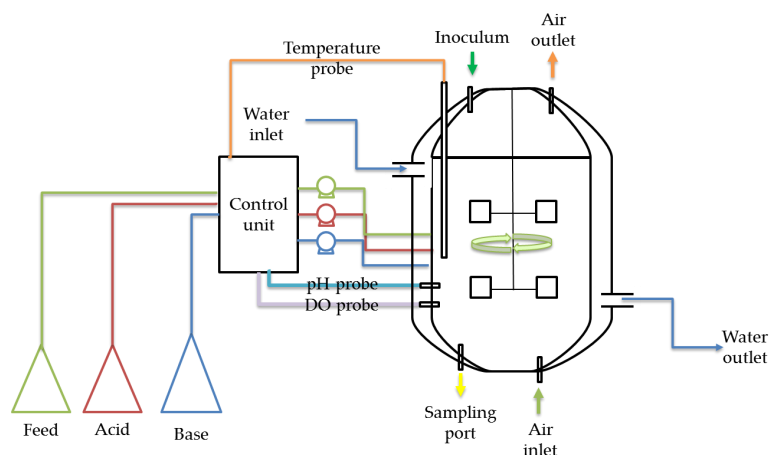 Inoculum
Air
outlet
Temperature
probe
Water
inlet
Control
unit
pH probe
DO probe
Water
outlet
Feed
Acid
Base
Sampling
port
Air
inlet